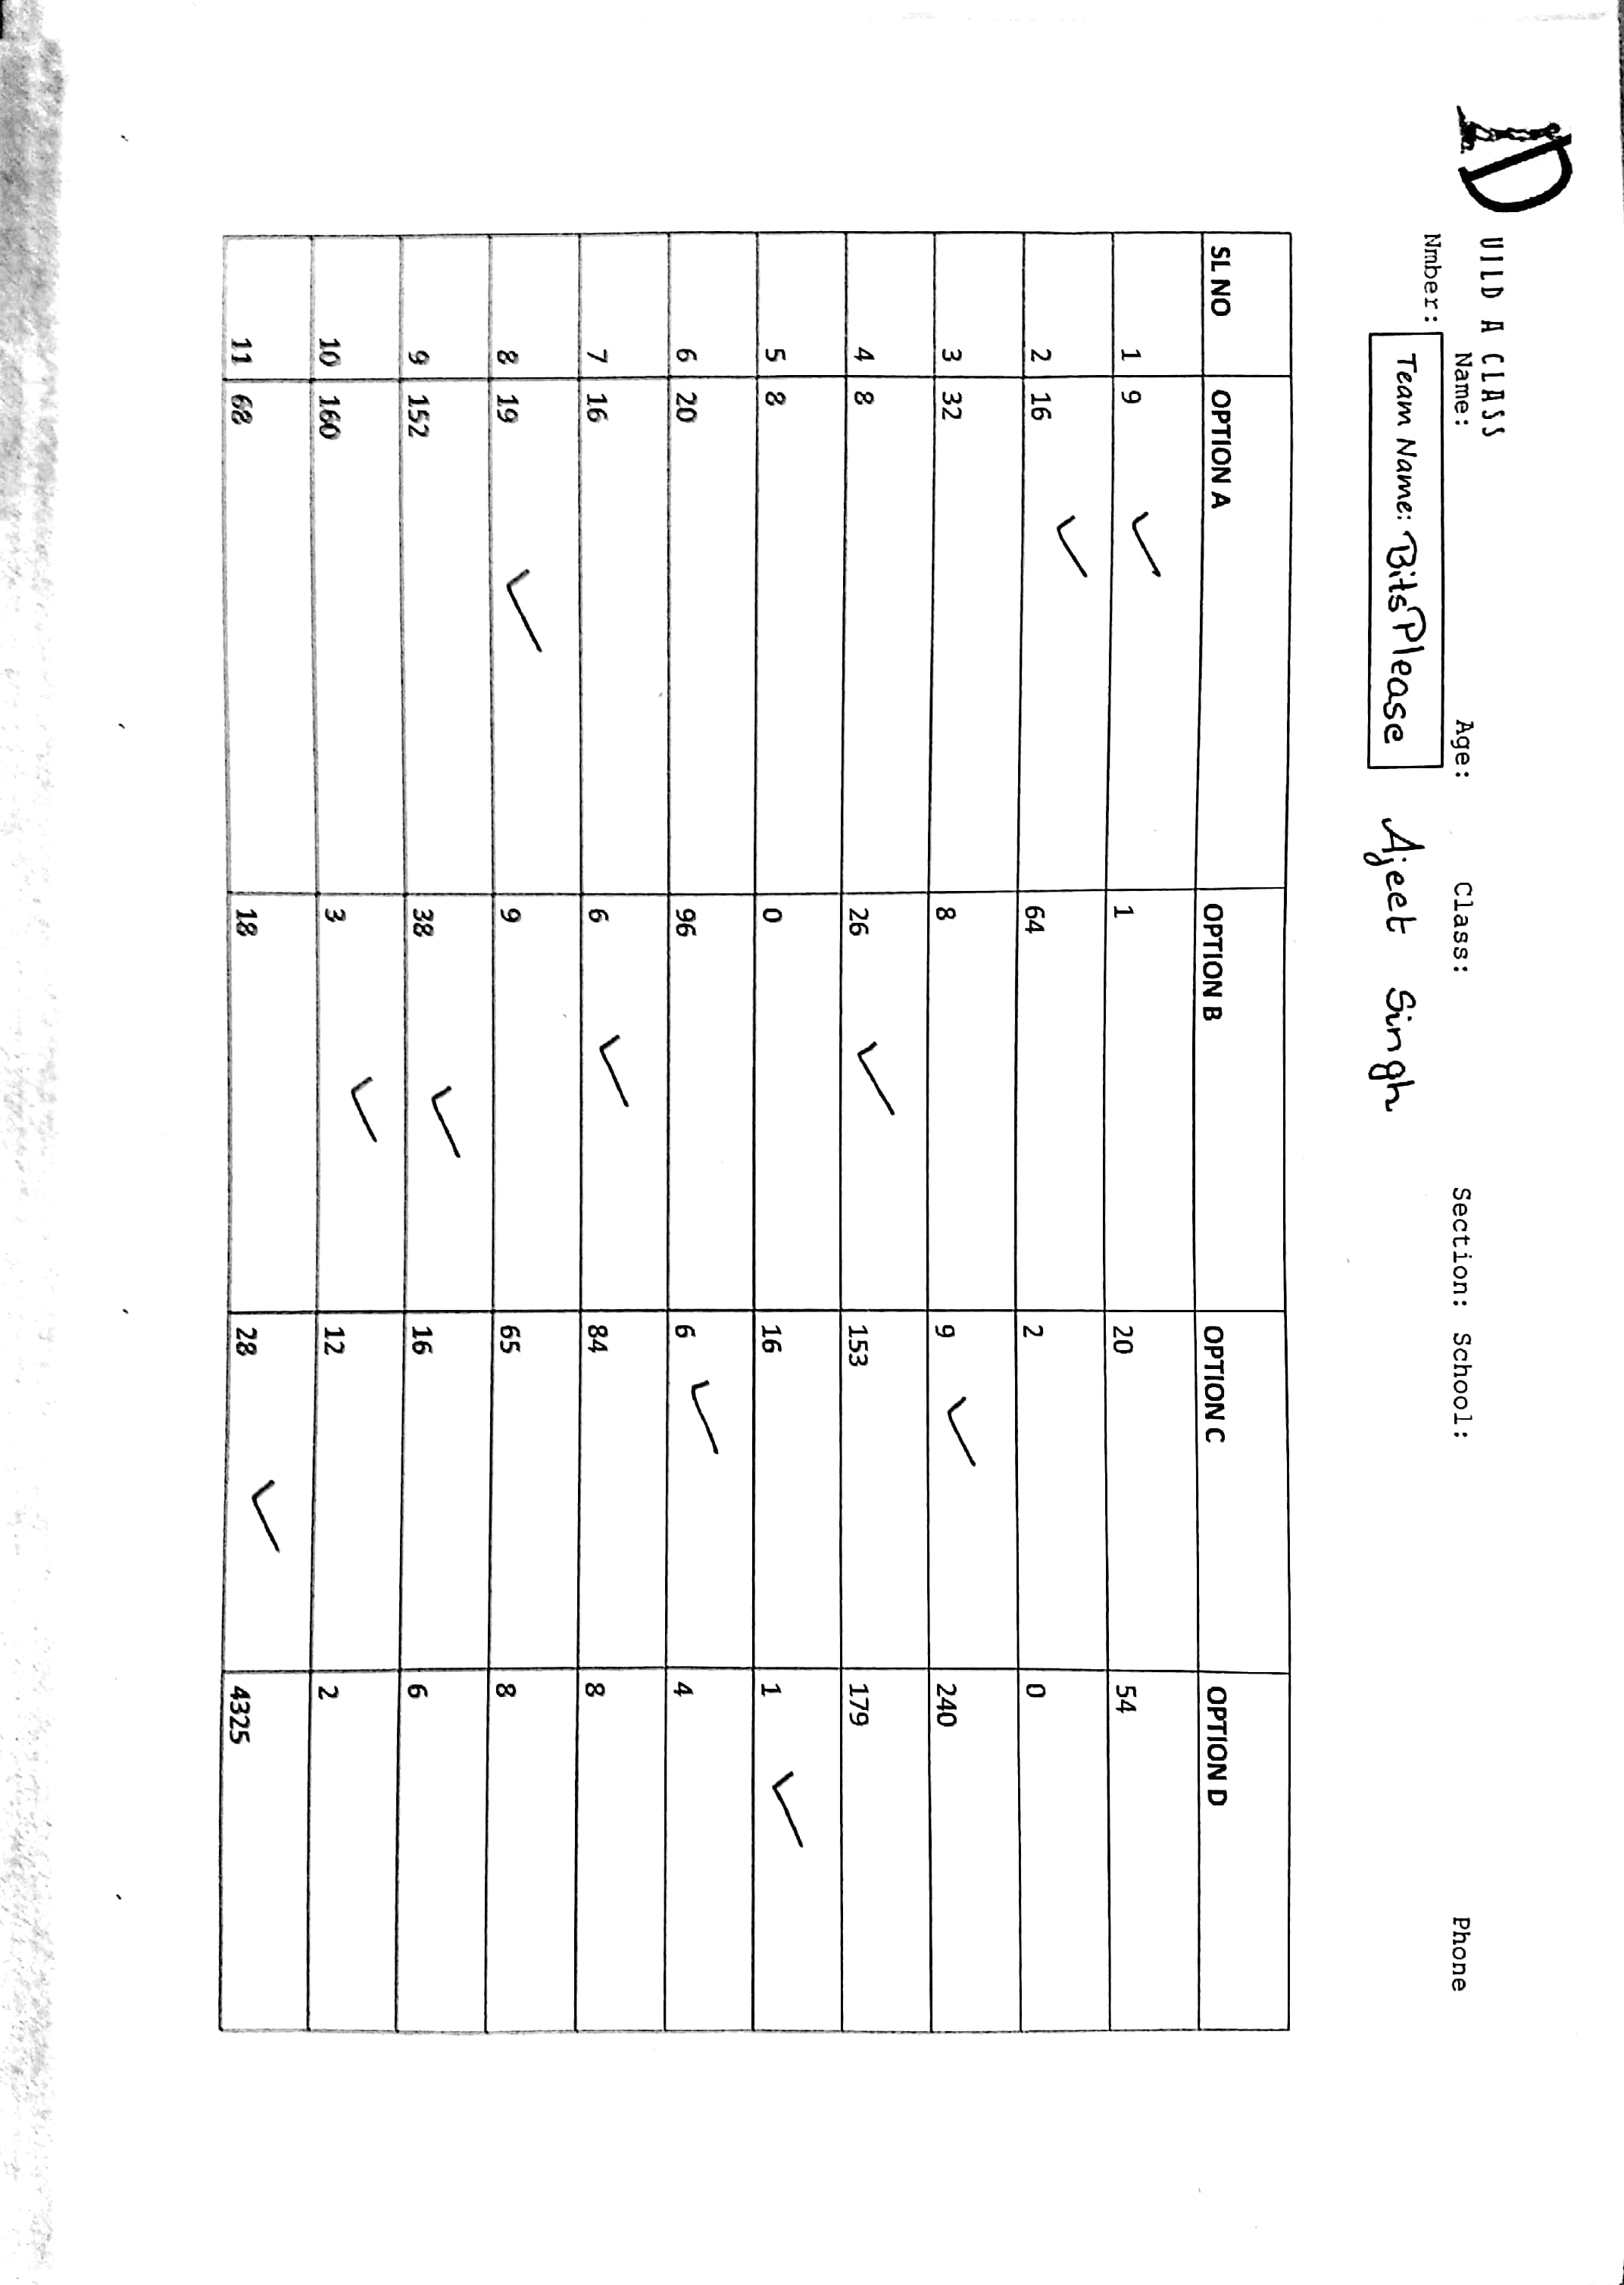 D
UILD A CLASS
Name: Age: Class: Section: School: Phone
Nmber:
Team Name: BitsPlease Ajeet Singh
SL NO OPTION A OPTION B OPTION C OPTION D
1 9 1 20 54
2 16 64 2 0
3 32 8 9 240
4 8 26 153 179
5 8 0 16 1
6 20 96 6 4
7 16 6 84 8
8 19 9 65 8
9 152 38 16 6
10 160 3 12 2
11 68 18 28 4325